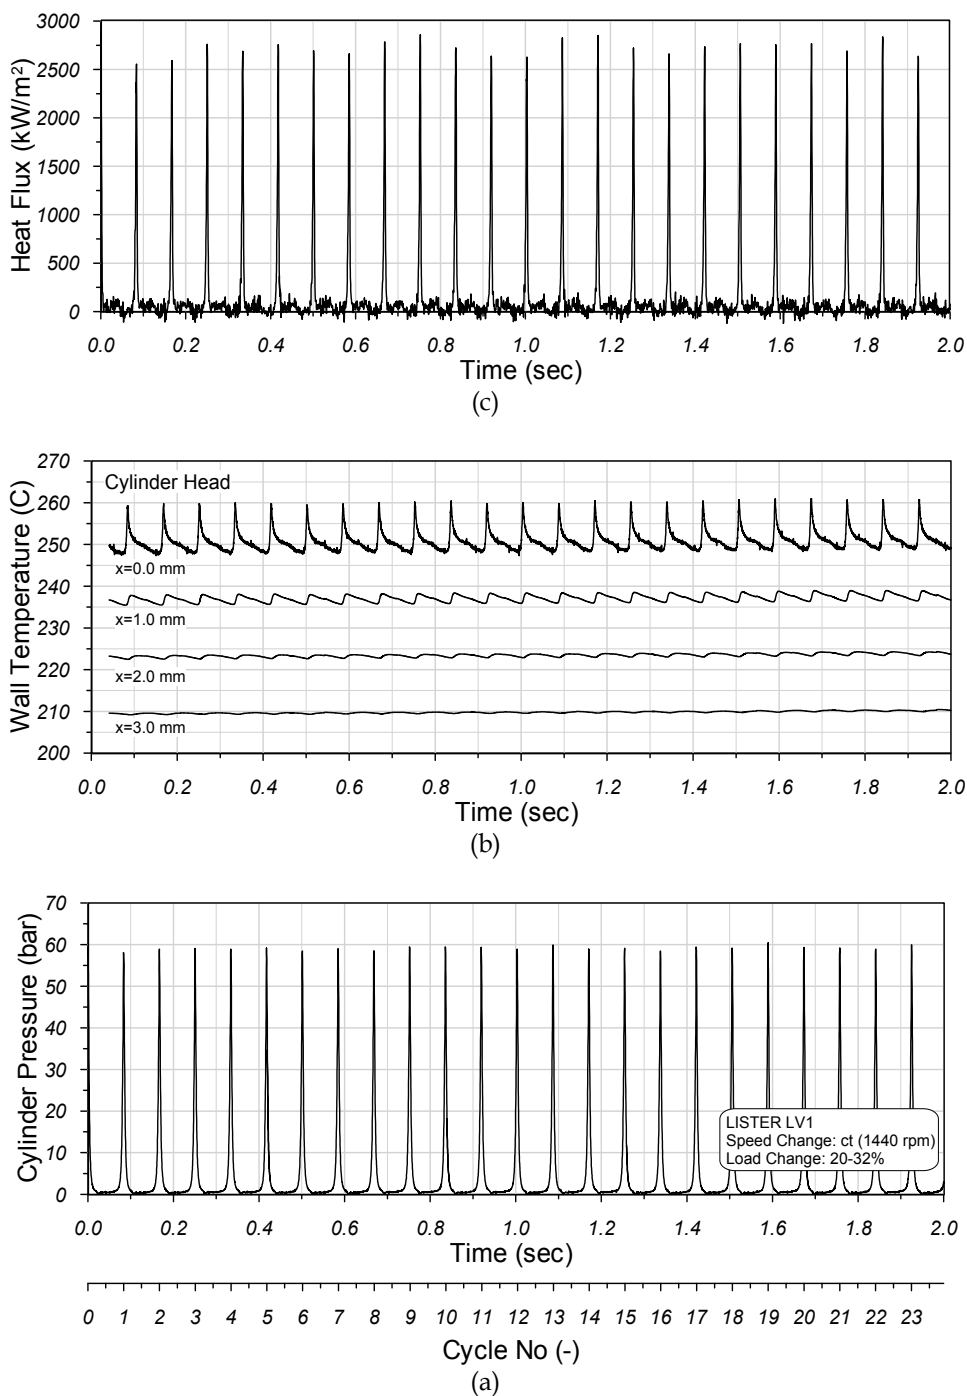 3000
2500
2000
1500
1000
500
0
Heat Flux (kW/m²)
0.0 0.2 0.4 0.6 0.8 1.0 1.2 1.4 1.6 1.8 2.0
Time (sec)
(c)
270
260
250
240
230
220
210
200
Wall Temperature (C)
Cylinder Head
x=0.0 mm
x=1.0 mm
x=2.0 mm
x=3.0 mm
0.0 0.2 0.4 0.6 0.8 1.0 1.2 1.4 1.6 1.8 2.0
Time (sec)
(b)
70
60
50
40
30
20
10
0
Cylinder Pressure (bar)
LISTER LV1
Speed Change: ct (1440 rpm)
Load Change: 20-32%
0.0 0.2 0.4 0.6 0.8 1.0 1.2 1.4 1.6 1.8 2.0
Time (sec)
0 1 2 3 4 5 6 7 8 9 10 11 12 13 14 15 16 17 18 19 20 21 22 23
Cycle No (-)
(a)